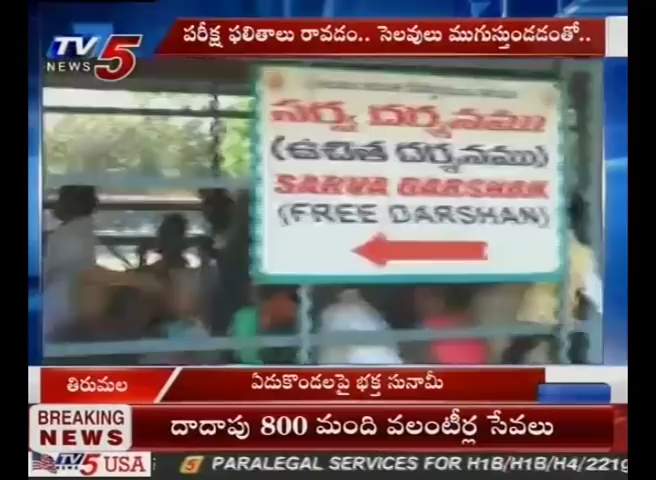 TV5
NEWS
పరీక్ష ఫలితాలు రావడం.. సెలవులు ముగుస్తుండడంతో..
సర్వ దర్శనము
(ఉచిత దర్శనము)
SARVA DARSHAN
(FREE DARSHAN)
తిరుమల
ఏడుకొండలపై భక్త సునామీ
BREAKING
NEWS
దాదాపు 800 మంది వలంటీర్ల సేవలు
TV5 USA
5 PARALEGAL SERVICES FOR H1B/H1B/H4/221g